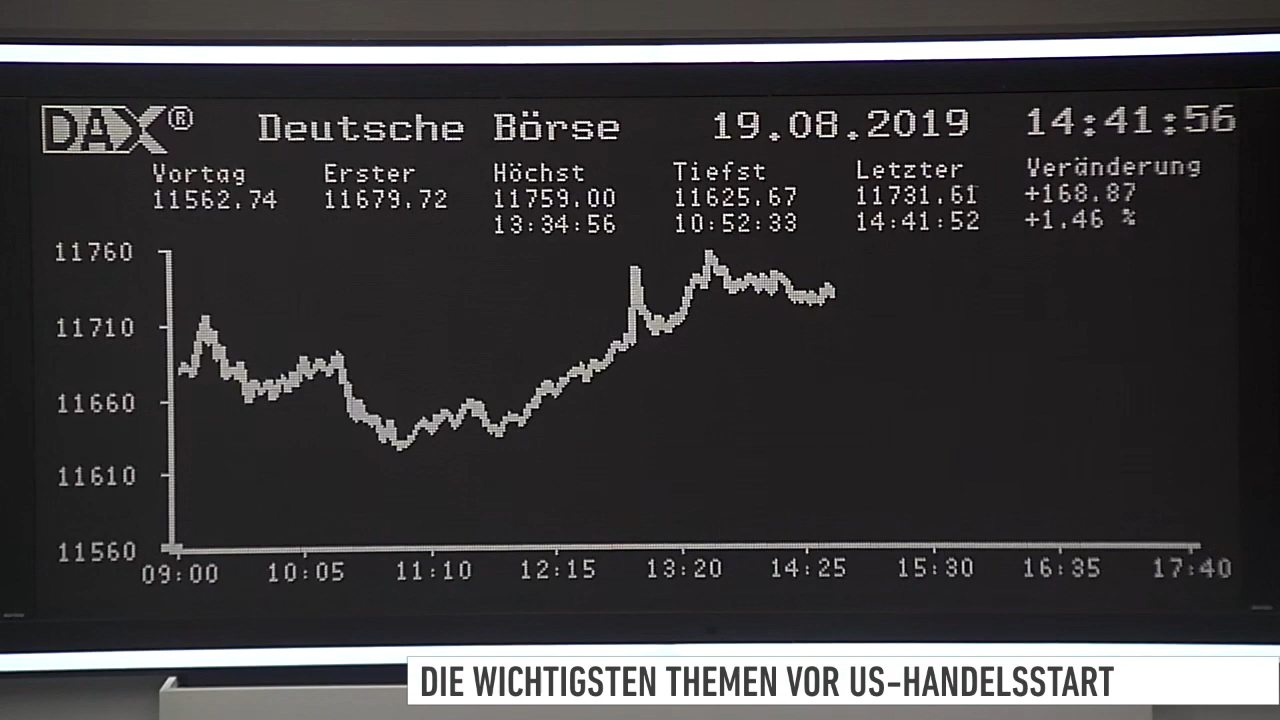 DAX® Deutsche Börse 19.08.2019 14:41:56
Vortag Erster Höchst Tiefst Letzter Veränderung
11562.74 11679.72 11759.00 11625.67 11731.61 +168.87
13:34:56 10:52:33 14:41:52 +1.46 %
11760
11710
11660
11610
11560
09:00 10:05 11:10 12:15 13:20 14:25 15:30 16:35 17:40
DIE WICHTIGSTEN THEMEN VOR US-HANDELSSTART